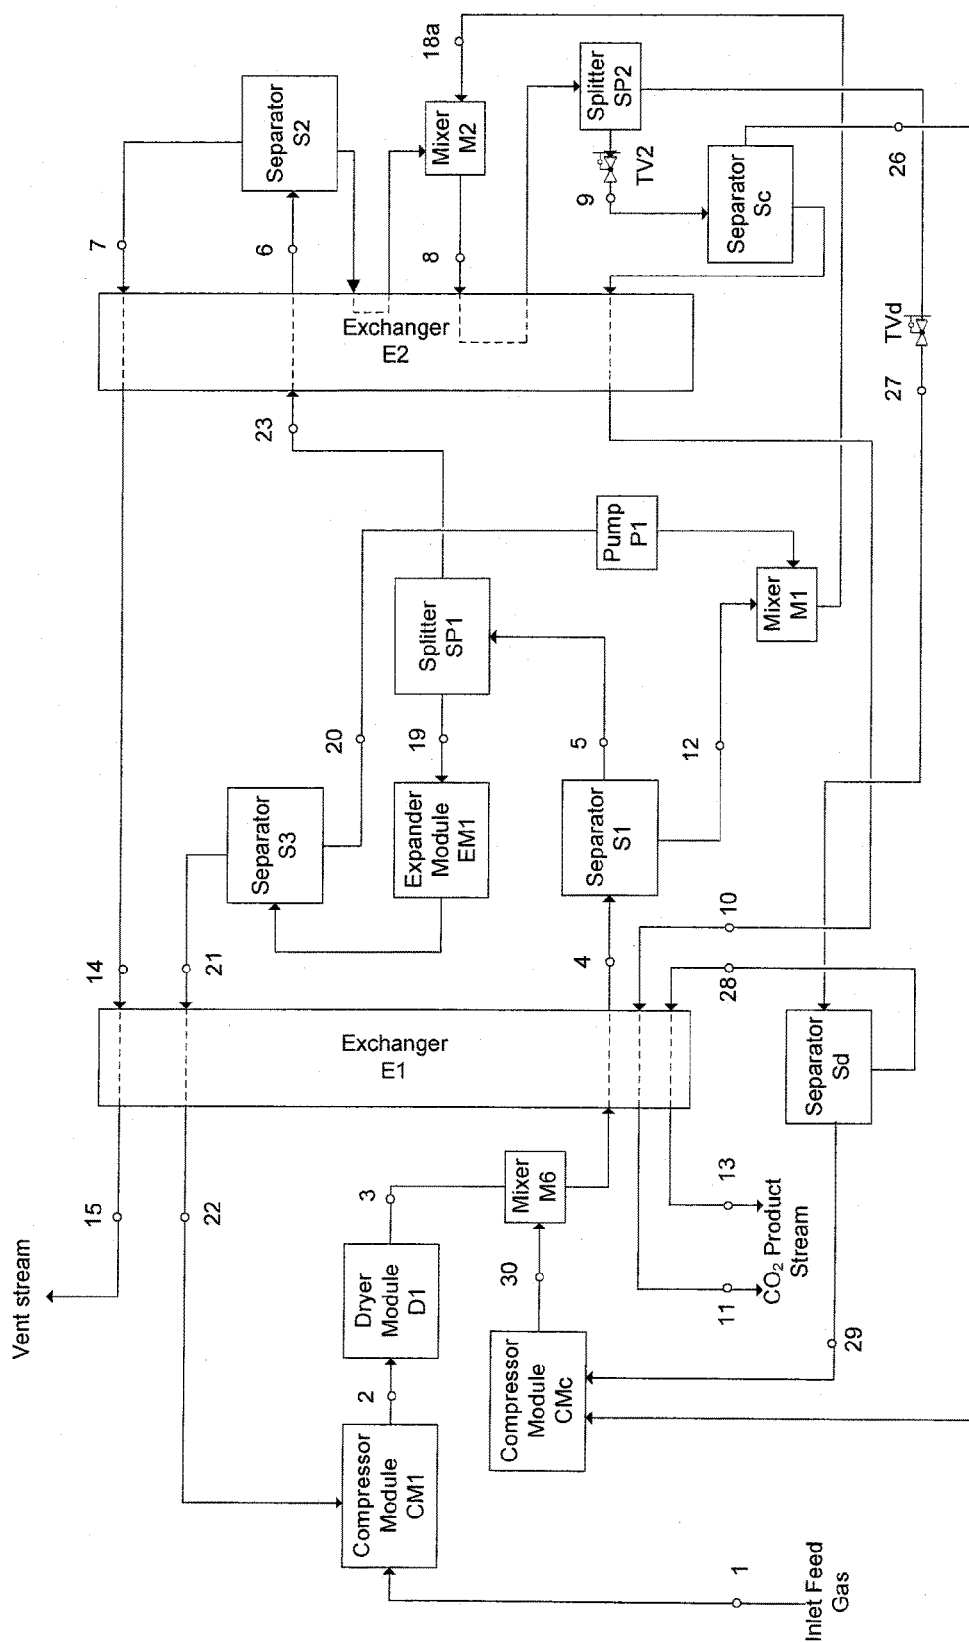 18a
Separator
S2
Mixer
M2
Splitter
SP2
TV2
7
6
8
9
Separator
Sc
26
Exchanger
E2
TVd
27
23
Pump
P1
Splitter
SP1
Mixer
M1
20
19
5
12
Separator
S3
Expander
Module
EM1
Separator
S1
14
21
4
10
28
Exchanger
E1
Separator
Sd
15
22
3
Mixer
M6
13
Vent stream
Dryer
Module
D1
30
11
CO₂ Product
Stream
29
2
Compressor
Module
CMc
Compressor
Module
CM1
1
Inlet Feed
Gas